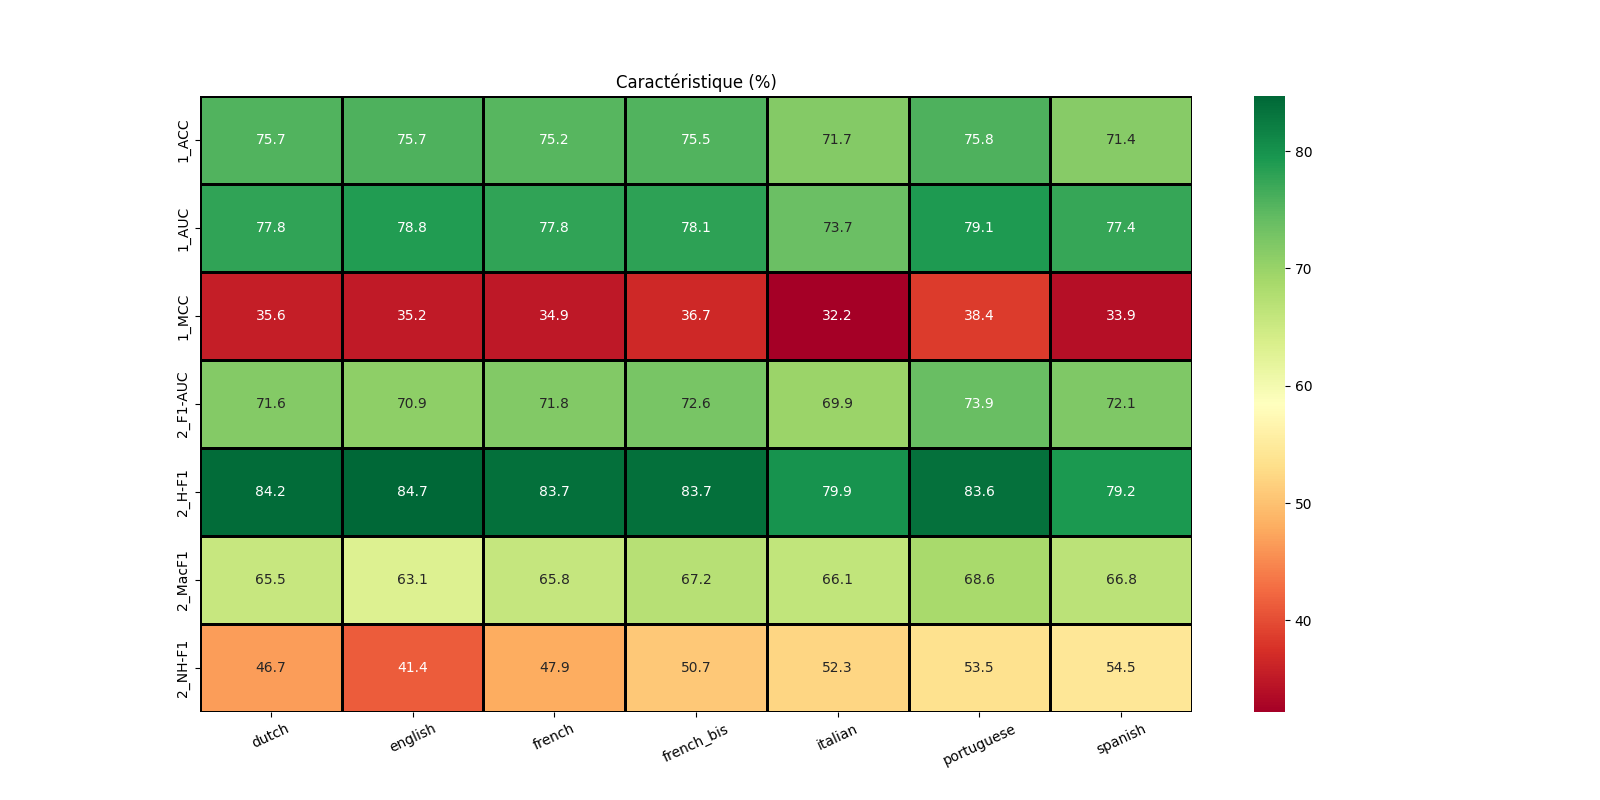 Caractéristique (%)
1_ACC 75.7 75.7 75.2 75.5 71.7 75.8 71.4
1_AUC 77.8 78.8 77.8 78.1 73.7 79.1 77.4
1_MCC 35.6 35.2 34.9 36.7 32.2 38.4 33.9
2_F1-AUC 71.6 70.9 71.8 72.6 69.9 73.9 72.1
2_H-F1 84.2 84.7 83.7 83.7 79.9 83.6 79.2
2_MacF1 65.5 63.1 65.8 67.2 66.1 68.6 66.8
2_NH-F1 46.7 41.4 47.9 50.7 52.3 53.5 54.5
dutch english french french_bis italian portuguese spanish
80
70
60
50
40